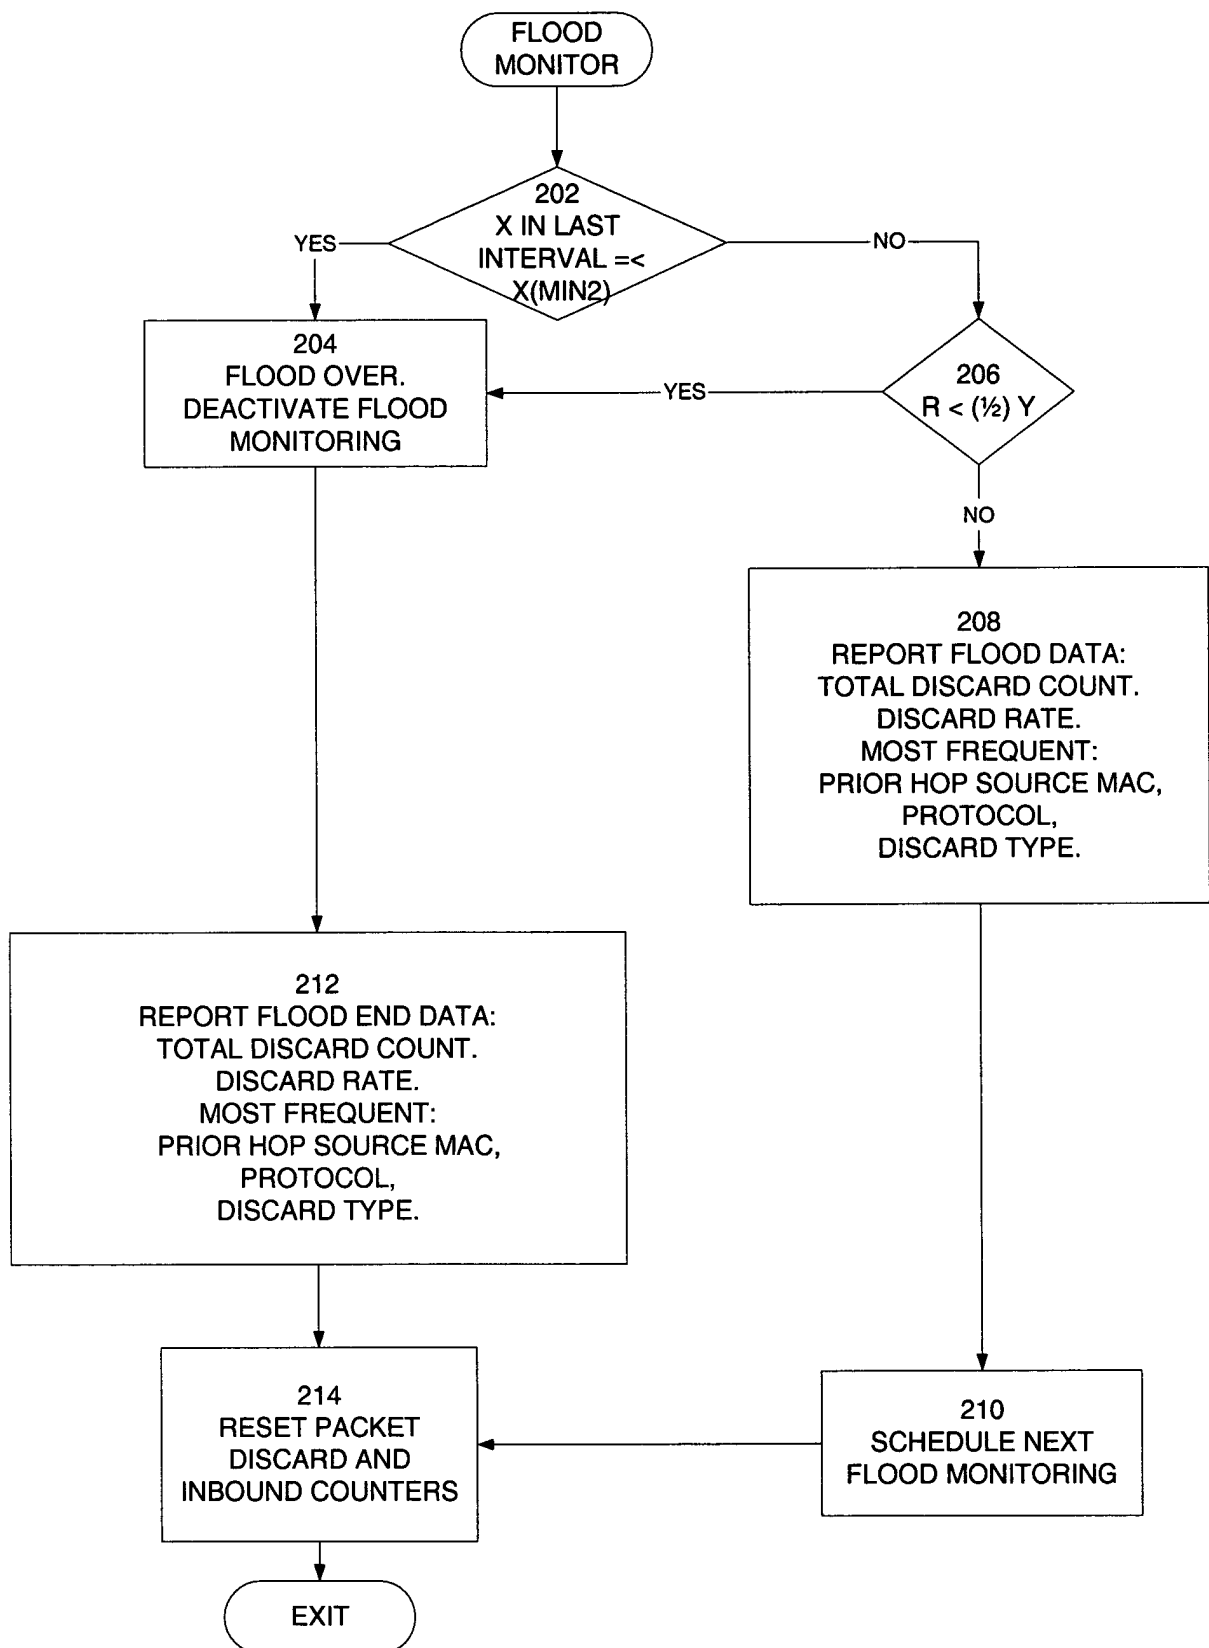 FLOOD
MONITOR
202
X IN LAST
INTERVAL =<
X(MIN2)
YES
NO
204
FLOOD OVER.
DEACTIVATE FLOOD
MONITORING
YES
206
R < (½) Y
NO
208
REPORT FLOOD DATA:
TOTAL DISCARD COUNT.
DISCARD RATE.
MOST FREQUENT:
PRIOR HOP SOURCE MAC,
PROTOCOL,
DISCARD TYPE.
212
REPORT FLOOD END DATA:
TOTAL DISCARD COUNT.
DISCARD RATE.
MOST FREQUENT:
PRIOR HOP SOURCE MAC,
PROTOCOL,
DISCARD TYPE.
214
RESET PACKET
DISCARD AND
INBOUND COUNTERS
210
SCHEDULE NEXT
FLOOD MONITORING
EXIT